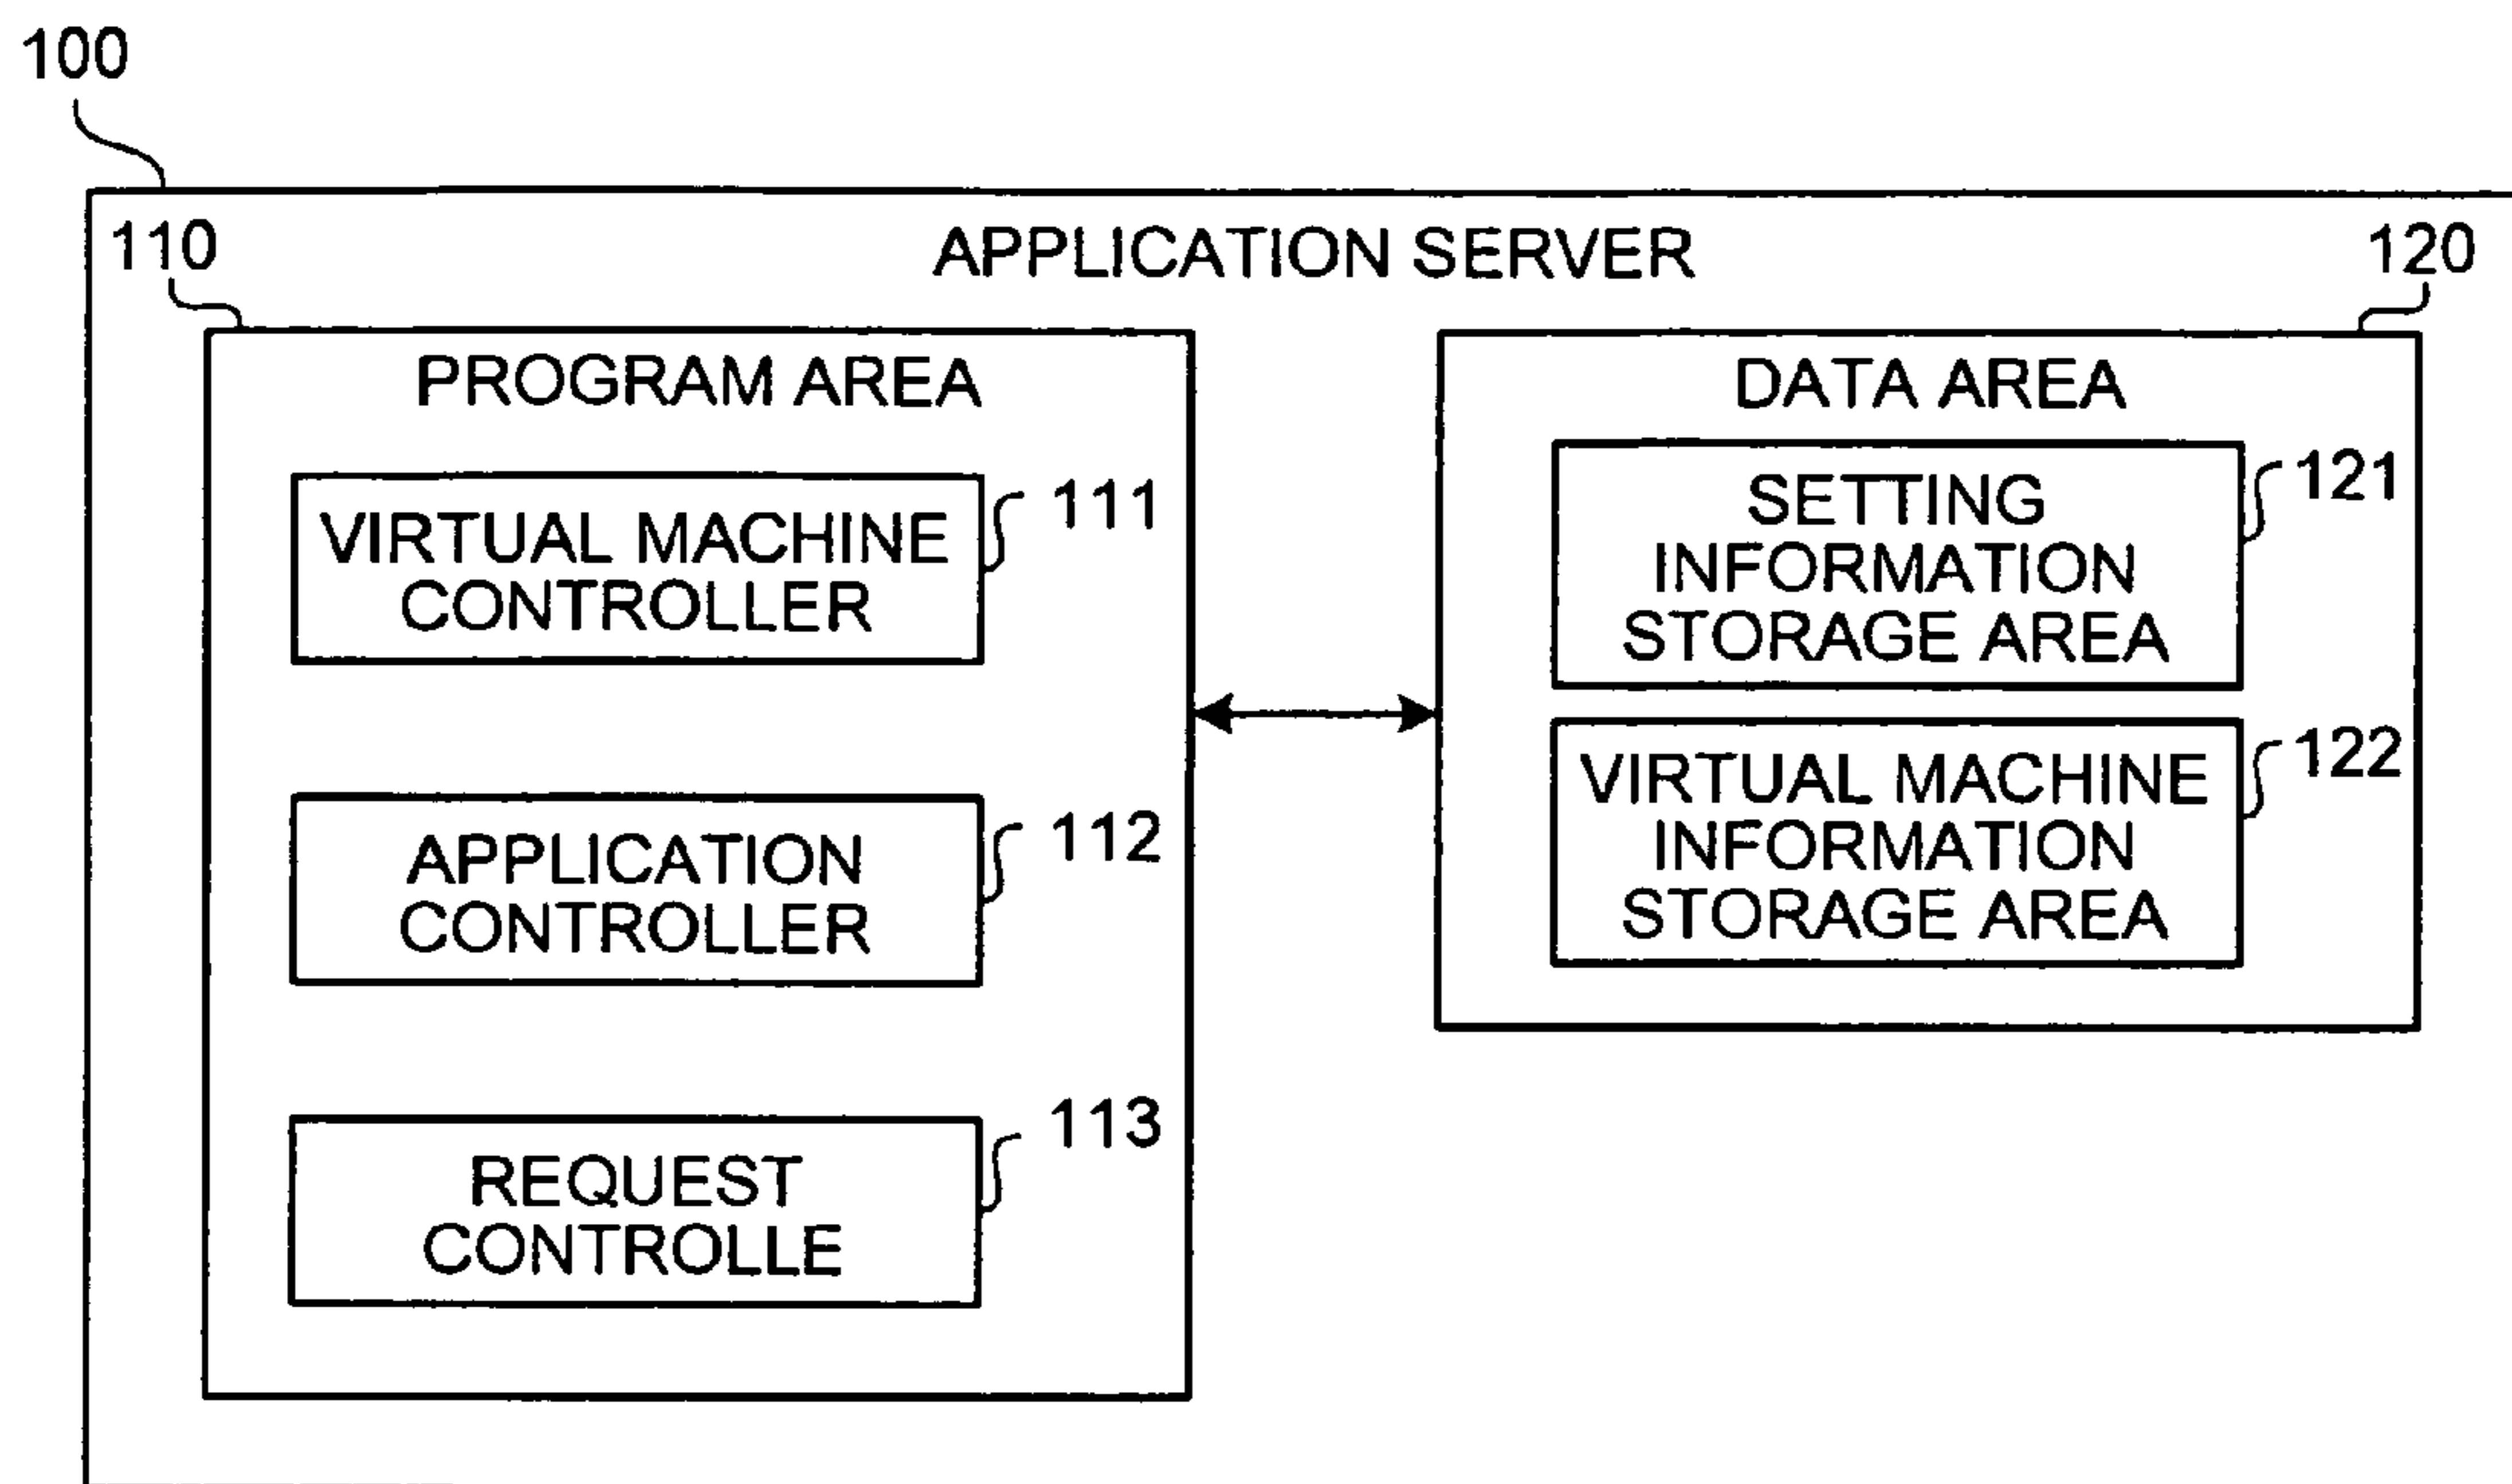 100
110
APPLICATION SERVER
120
PROGRAM AREA
VIRTUAL MACHINE
CONTROLLER
111
APPLICATION
CONTROLLER
112
REQUEST
CONTROLLE
113
DATA AREA
SETTING
INFORMATION
STORAGE AREA
121
VIRTUAL MACHINE
INFORMATION
STORAGE AREA
122